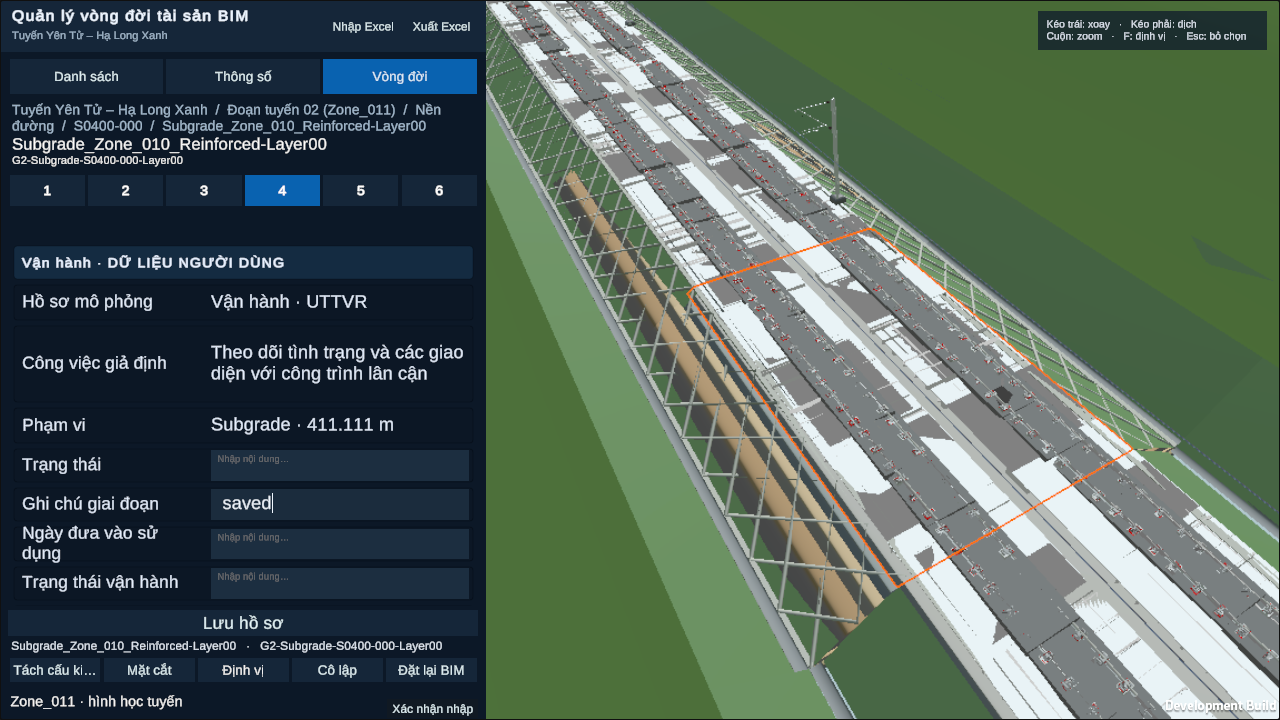 Quản lý vòng đời tài sản BIM
Tuyến Yên Tử – Hạ Long Xanh
Nhập Excel
Xuất Excel
Danh sách
Thông số
Vòng đời
Tuyến Yên Tử – Hạ Long Xanh / Đoạn tuyến 02 (Zone_011) / Nền
đường / S0400-000 / Subgrade_Zone_010_Reinforced-Layer00
Subgrade_Zone_010_Reinforced-Layer00
G2-Subgrade-S0400-000-Layer00
1
2
3
4
5
6
Vận hành · DỮ LIỆU NGƯỜI DÙNG
Hồ sơ mô phỏng
Vận hành · UTTVR
Công việc giả định
Theo dõi tình trạng và các giao
diện với công trình lân cận
Phạm vi
Subgrade · 411.111 m
Trạng thái
Nhập nội dung...
Ghi chú giai đoạn
saved
Ngày đưa vào sử
dụng
Nhập nội dung...
Trạng thái vận hành
Nhập nội dung...
Lưu hồ sơ
Subgrade_Zone_010_Reinforced-Layer00 · G2-Subgrade-S0400-000-Layer00
Tách cấu ki...
Mặt cắt
Định vị
Cô lập
Đặt lại BIM
Zone_011 · hình học tuyến
Xác nhận nhập
Kéo trái: xoay · Kéo phải: dịch
Cuộn: zoom · F: định vị · Esc: bỏ chọn
Development Build